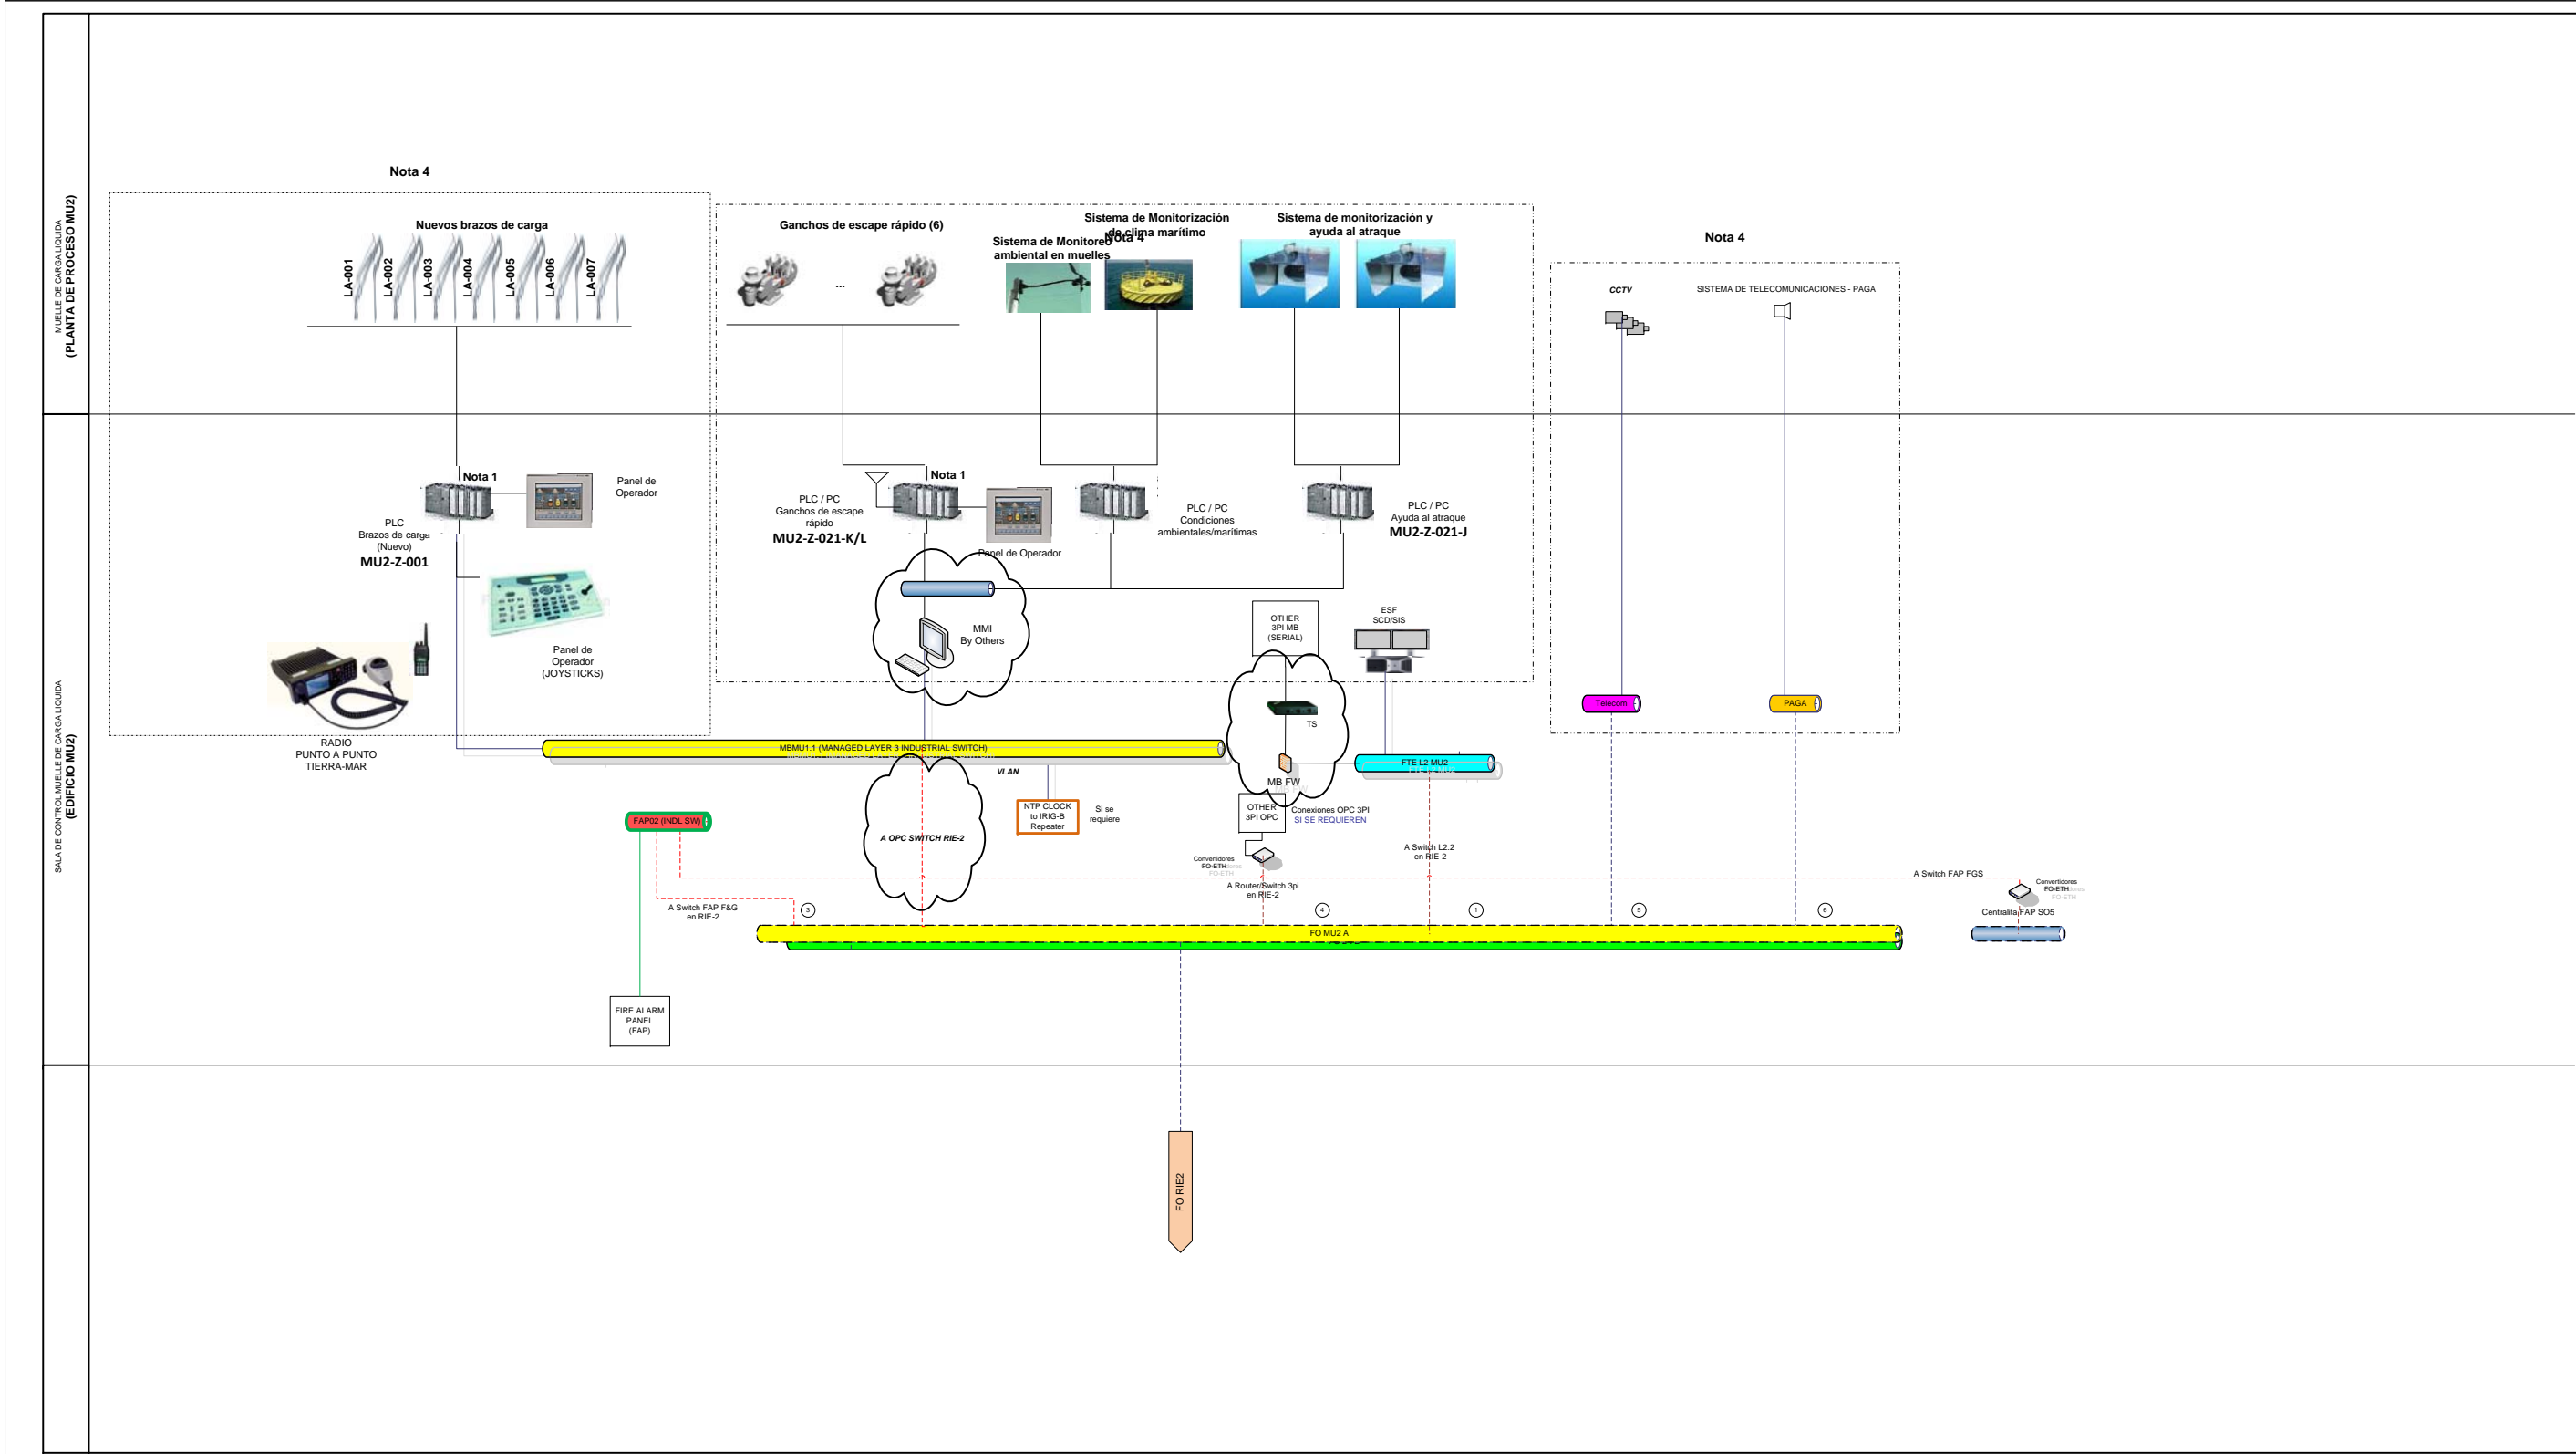 MUELLE DE CARGA LIQUIDA
(PLANTA DE PROCESO MU2)
Nota 4
Nuevos brazos de carga
LA-001
LA-002
LA-003
LA-004
LA-005
LA-006
LA-007
Ganchos de escape rápido (6)
...
Sistema de Monitoreo
ambiental en muelles
Sistema de Monitorización
de clima marítimo
Nota 4
Sistema de monitorización y
ayuda al atraque
Nota 4
CCTV
SISTEMA DE TELECOMUNICACIONES - PAGA
SALA DE CONTROL MUELLE DE CARGA LIQUIDA
(EDIFICIO MU2)
Nota 1
Panel de
Operador
PLC
Brazos de carga
(Nuevo)
MU2-Z-001
Panel de
Operador
(JOYSTICKS)
RADIO
PUNTO A PUNTO
TIERRA-MAR
Nota 1
PLC / PC
Ganchos de escape
rápido
MU2-Z-021-K/L
Panel de Operador
PLC / PC
Condiciones
ambientales/marítimas
PLC / PC
Ayuda al atraque
MU2-Z-021-J
MMI
By Others
OTHER
3PI MB
(SERIAL)
ESF
SCD/SIS
TS
MB FW
Telecom
PAGA
MBMU1.1 (MANAGED LAYER 3 INDUSTRIAL SWITCH)
VLAN
FTE L2 MU2
FTE L2 MU2
NTP CLOCK
to IRIG-B
Repeater
Si se
requiere
OTHER
3PI OPC
Conexiones OPC 3PI
SI SE REQUIEREN
FAP02 (INDL SW)
A OPC SWITCH RIE-2
Convertidores
FO-ETH
FO-ETH
A Switch L2.2
en RIE-2
A Router/Switch 3pi
en RIE-2
A Switch FAP FGS
Convertidores
FO-ETH
FO-ETH
A Switch FAP F&G
en RIE-2
3
4
1
5
6
Centralita FAP SO5
FO MU2 A
FIRE ALARM
PANEL
(FAP)
FO RIE2